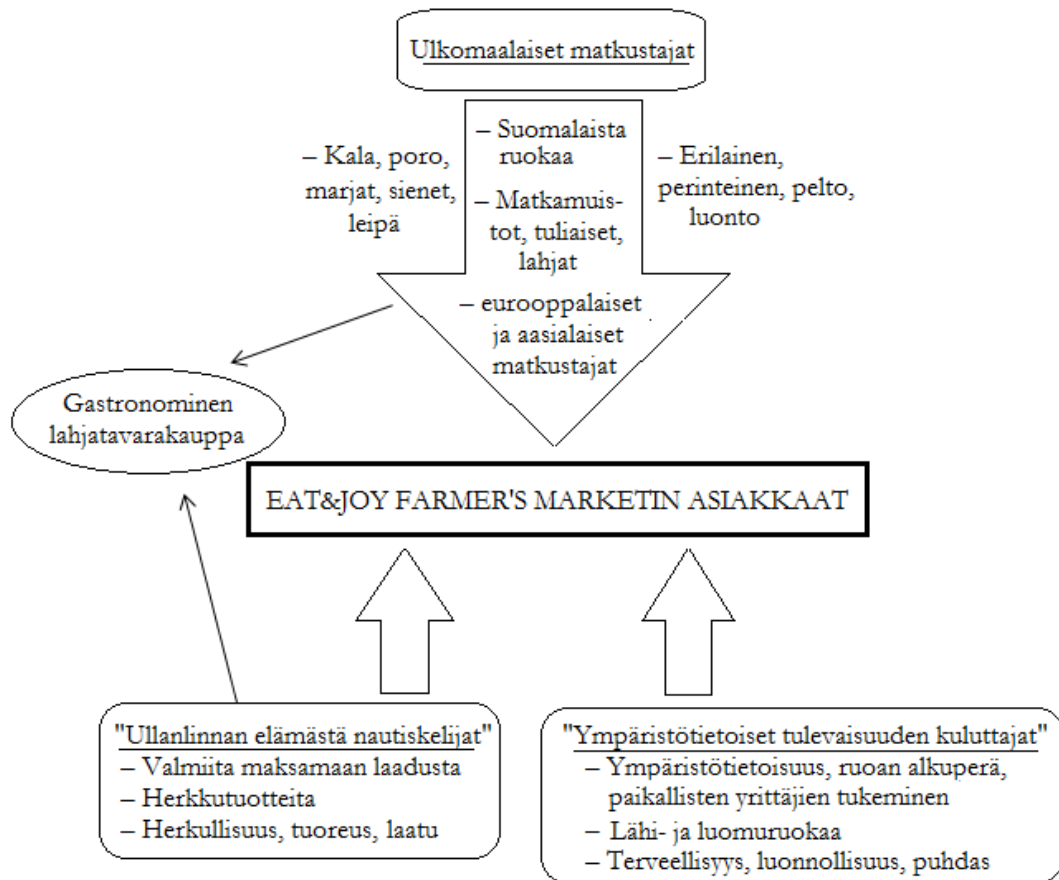 Ulkomaalaiset matkustajat
– Kala, poro,
marjat, sienet,
leipä
– Suomalaista
ruokaa
– Matkamuis-
tot, tuliaiset,
lahjat
– eurooppalaiset
ja aasialaiset
matkustajat
– Erilainen,
perinteinen, pelto,
luonto
Gastronominen
lahjatavarakauppa
EAT&JOY FARMER'S MARKETIN ASIAKKAAT
"Ullanlinnan elämästä nautiskelijat"
– Valmiita maksamaan laadusta
– Herkkutuotteita
– Herkullisuus, tuoreus, laatu
"Ympäristötietoiset tulevaisuuden kuluttajat"
– Ympäristötietoisuus, ruoan alkuperä,
paikallisten yrittäjien tukeminen
– Lähi- ja luomuruokaa
– Terveellisyys, luonnollisuus, puhdas